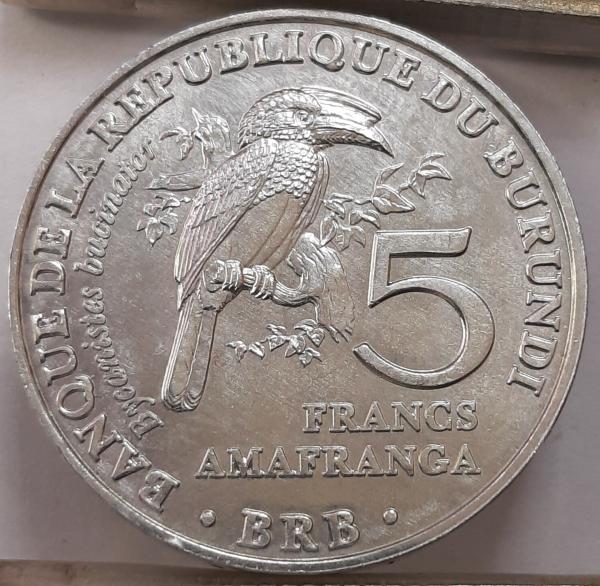 BANQUE DE LA REPUBLIQUE DU BURUNDI
Bycanistes bucinator
5
FRANCS
AMAFRANGA
· BRB ·